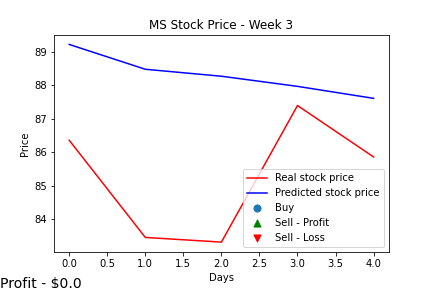 MS Stock Price - Week 3
89
88
87
86
85
84
Price
Real stock price
Predicted stock price
Buy
Sell - Profit
Sell - Loss
0.0 0.5 1.0 1.5 2.0 2.5 3.0 3.5 4.0
Days
Profit - $0.0